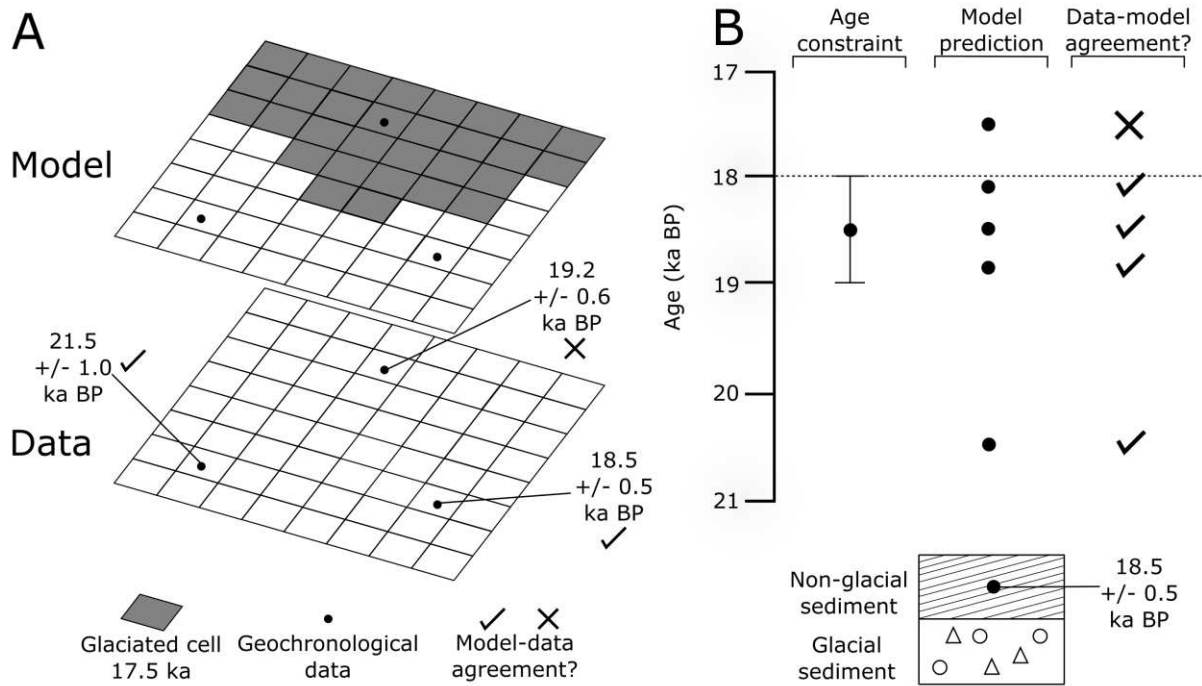 A
Model
Data
19.2
+/- 0.6
ka BP
21.5
+/- 1.0
ka BP
18.5
+/- 0.5
ka BP
Glaciated cell
17.5 ka
Geochronological
data
Model-data
agreement?
B
Age
constraint
Model
prediction
Data-model
agreement?
Age (ka BP)
17
18
19
20
21
Non-glacial
sediment
Glacial
sediment
18.5
+/- 0.5
ka BP